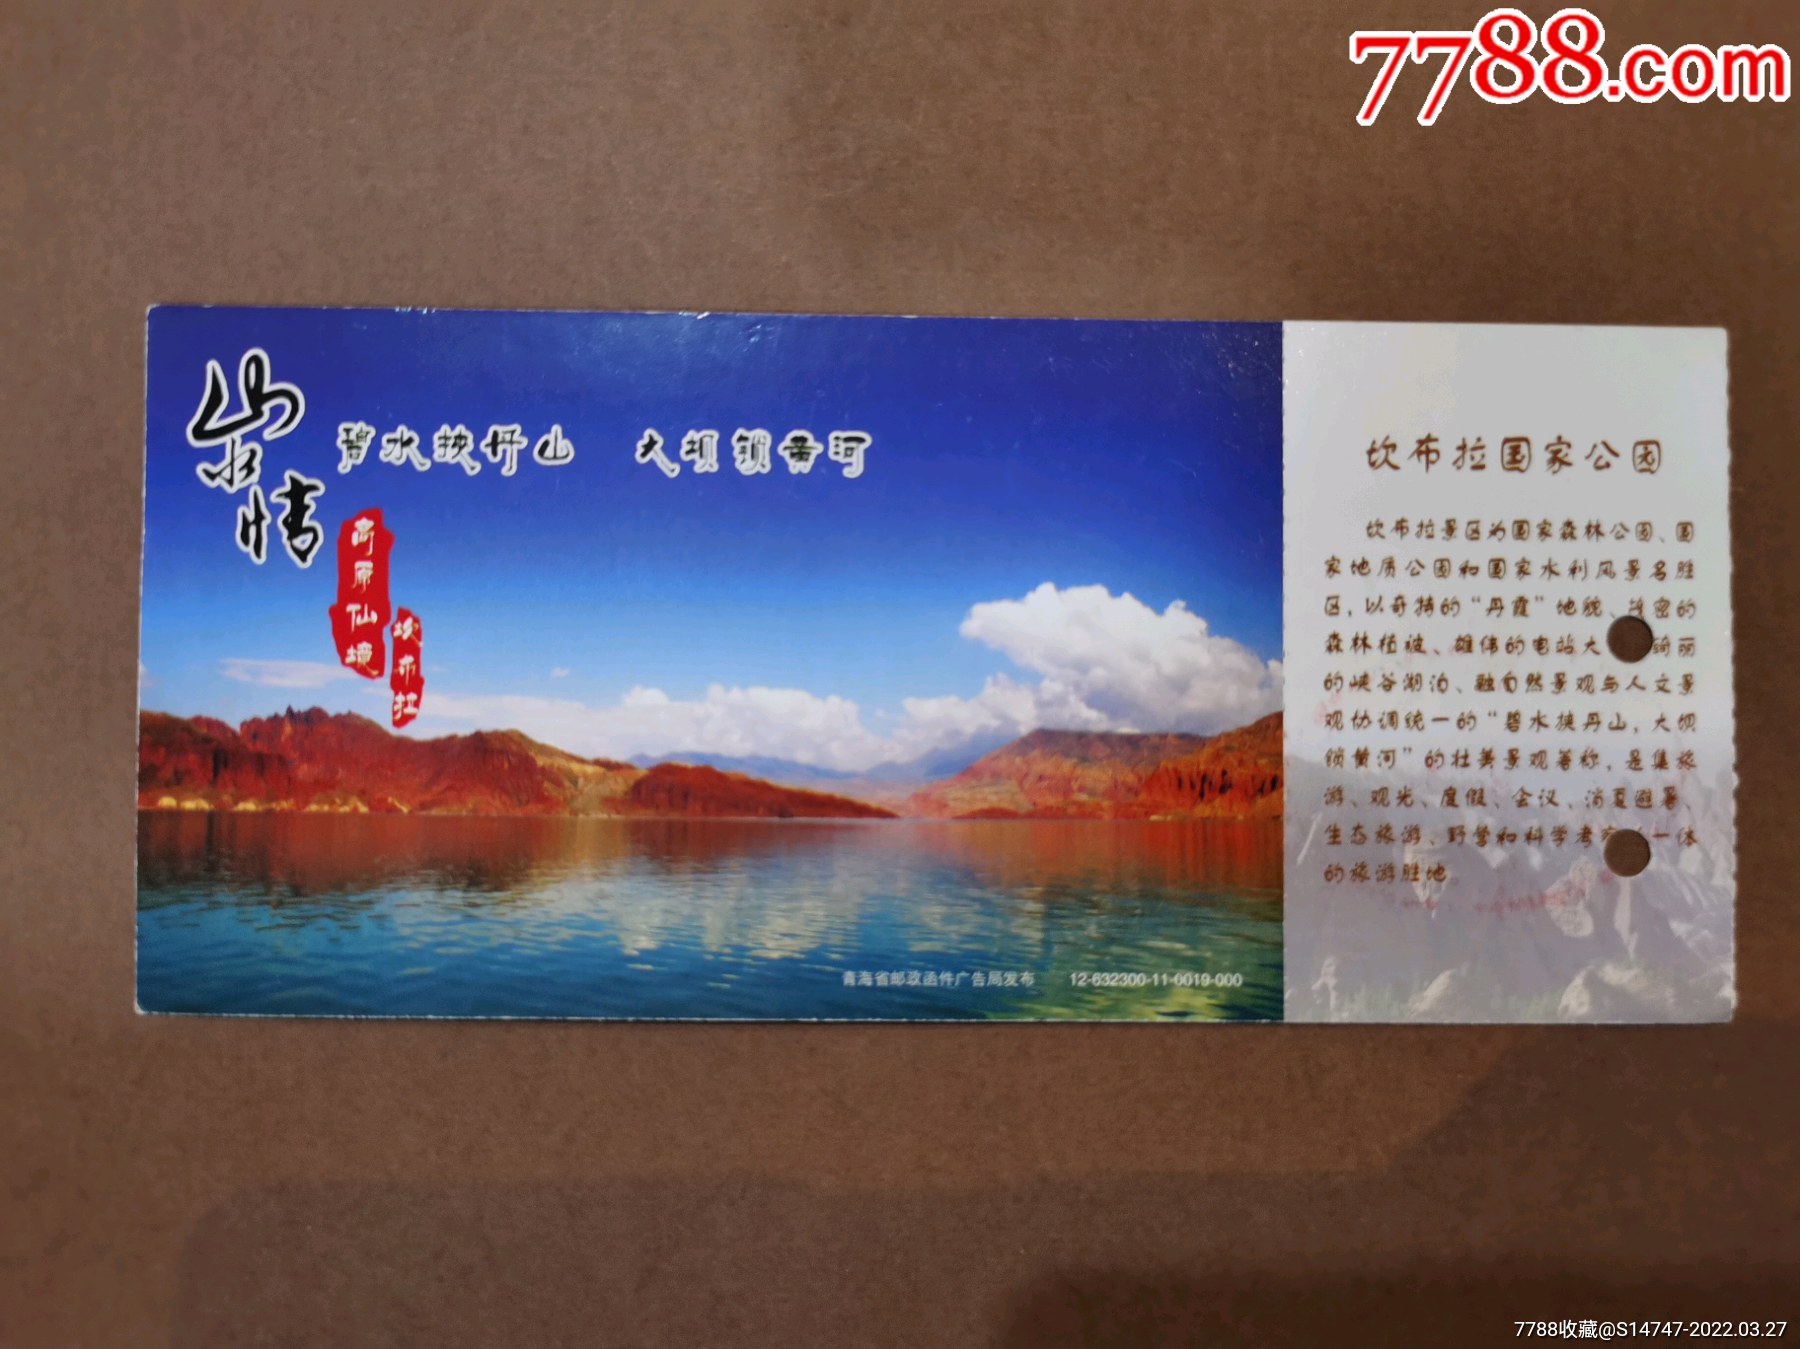 7788.com
山水情
碧水挟丹山 大坝锁黄河
高原仙境
坎布拉
青海省邮政函件广告局发布 12-632300-11-0019-000
坎布拉国家公园
坎布拉景区为国家森林公园、国
家地质公园和国家水利风景名胜
区，以奇特的“丹霞”地貌、茂密的
森林植被、雄伟的电站大 绮丽
的峡谷湖泊、融自然景观与人文景
观协调统一的“碧水挟丹山，大坝
锁黄河”的壮美景观著称，是集旅
游、观光、度假、会议、消夏避暑、
生态旅游、野营和科学考 一体
的旅游胜地。
7788收藏@S14747-2022.03.27